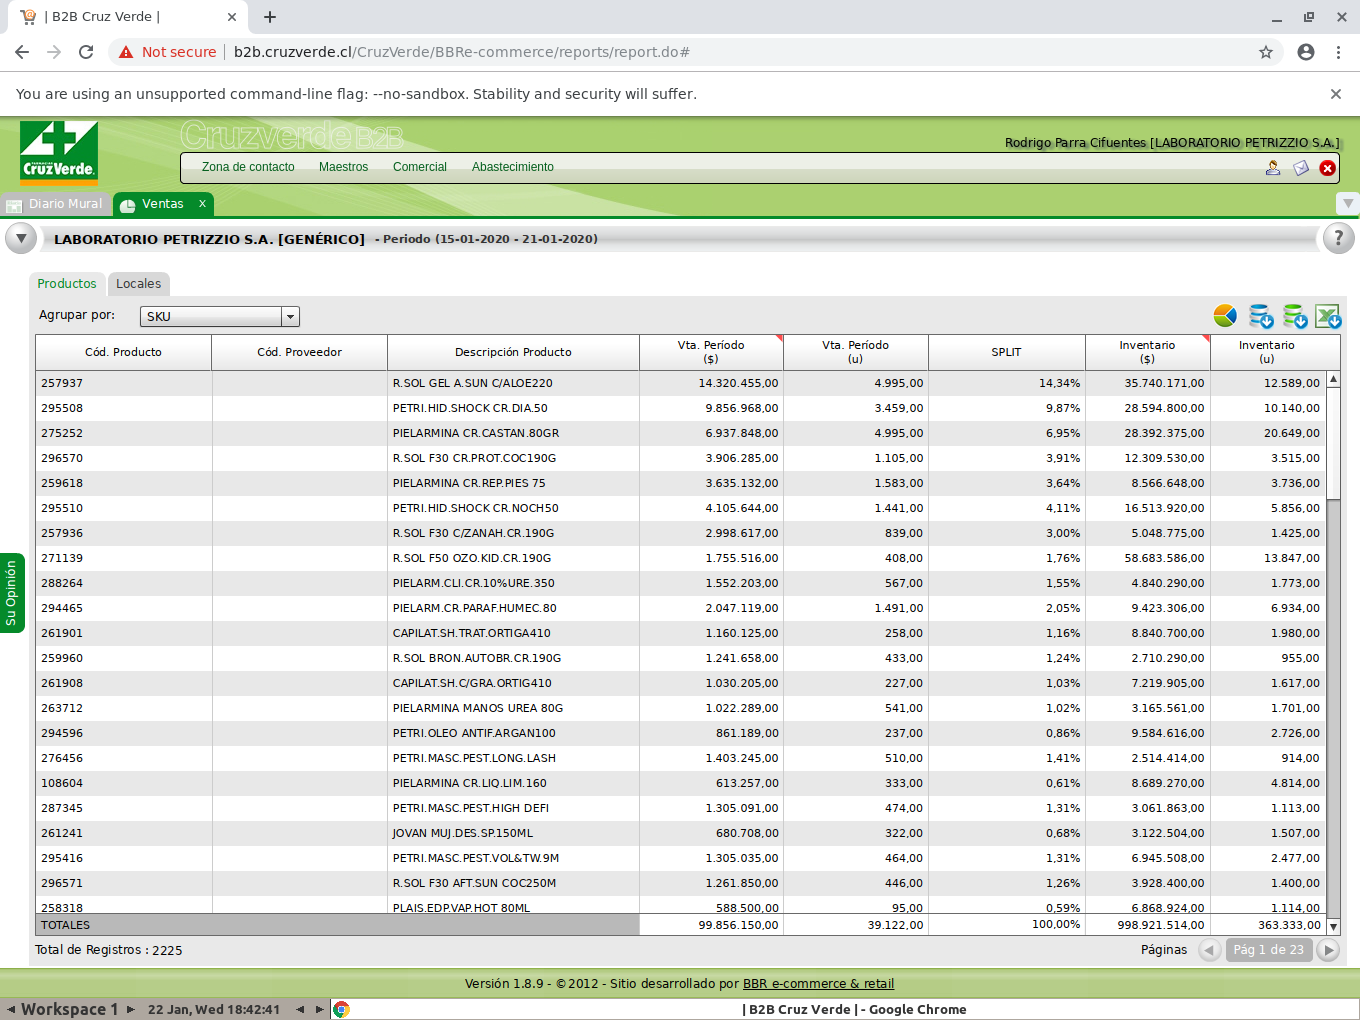 | B2B Cruz Verde |
Not secure b2b.cruzverde.cl/CruzVerde/BBRe-commerce/reports/report.do#
You are using an unsupported command-line flag: --no-sandbox. Stability and security will suffer.
Cruzverde B2B
FARMACIAS
CruzVerde.
Rodrigo Parra Cifuentes [LABORATORIO PETRIZZIO S.A.]
Zona de contacto Maestros Comercial Abastecimiento
Diario Mural Ventas X
LABORATORIO PETRIZZIO S.A. [GENÉRICO] - Periodo (15-01-2020 - 21-01-2020) ?
Productos Locales
Agrupar por: SKU
Cód. Producto Cód. Proveedor Descripción Producto Vta. Período ($) Vta. Período (u) SPLIT Inventario ($) Inventario (u)
257937 R.SOL GEL A.SUN C/ALOE220 14.320.455,00 4.995,00 14,34% 35.740.171,00 12.589,00
295508 PETRI.HID.SHOCK CR.DIA.50 9.856.968,00 3.459,00 9,87% 28.594.800,00 10.140,00
275252 PIELARMINA CR.CASTAN.80GR 6.937.848,00 4.995,00 6,95% 28.392.375,00 20.649,00
296570 R.SOL F30 CR.PROT.COC190G 3.906.285,00 1.105,00 3,91% 12.309.530,00 3.515,00
259618 PIELARMINA CR.REP.PIES 75 3.635.132,00 1.583,00 3,64% 8.566.648,00 3.736,00
295510 PETRI.HID.SHOCK CR.NOCH50 4.105.644,00 1.441,00 4,11% 16.513.920,00 5.856,00
257936 R.SOL F30 C/ZANAH.CR.190G 2.998.617,00 839,00 3,00% 5.048.775,00 1.425,00
271139 R.SOL F50 OZO.KID.CR.190G 1.755.516,00 408,00 1,76% 58.683.586,00 13.847,00
288264 PIELARM.CLI.CR.10%URE.350 1.552.203,00 567,00 1,55% 4.840.290,00 1.773,00
294465 PIELARM.CR.PARAF.HUMEC.80 2.047.119,00 1.491,00 2,05% 9.423.306,00 6.934,00
261901 CAPILAT.SH.TRAT.ORTIGA410 1.160.125,00 258,00 1,16% 8.840.700,00 1.980,00
259960 R.SOL BRON.AUTOBR.CR.190G 1.241.658,00 433,00 1,24% 2.710.290,00 955,00
261908 CAPILAT.SH.C/GRA.ORTIG410 1.030.205,00 227,00 1,03% 7.219.905,00 1.617,00
263712 PIELARMINA MANOS UREA 80G 1.022.289,00 541,00 1,02% 3.165.561,00 1.701,00
294596 PETRI.OLEO ANTIF.ARGAN100 861.189,00 237,00 0,86% 9.584.616,00 2.726,00
276456 PETRI.MASC.PEST.LONG.LASH 1.403.245,00 510,00 1,41% 2.514.414,00 914,00
108604 PIELARMINA CR.LIQ.LIM.160 613.257,00 333,00 0,61% 8.689.270,00 4.814,00
287345 PETRI.MASC.PEST.HIGH DEFI 1.305.091,00 474,00 1,31% 3.061.863,00 1.113,00
261241 JOVAN MUJ.DES.SP.150ML 680.708,00 322,00 0,68% 3.122.504,00 1.507,00
295416 PETRI.MASC.PEST.VOL&TW.9M 1.305.035,00 464,00 1,31% 6.945.508,00 2.477,00
296571 R.SOL F30 AFT.SUN COC250M 1.261.850,00 446,00 1,26% 3.928.400,00 1.400,00
258318 PLAIS.EDP.VAP.HOT 80ML 588.500,00 95,00 0,59% 6.868.924,00 1.114,00
TOTALES 99.856.150,00 39.122,00 100,00% 998.921.514,00 363.333,00
Total de Registros : 2225 Páginas Pág 1 de 23
Su Opinión
Versión 1.8.9 - ©2012 - Sitio desarrollado por BBR e-commerce & retail
Workspace 1 22 Jan, Wed 18:42:41 | B2B Cruz Verde | - Google Chrome